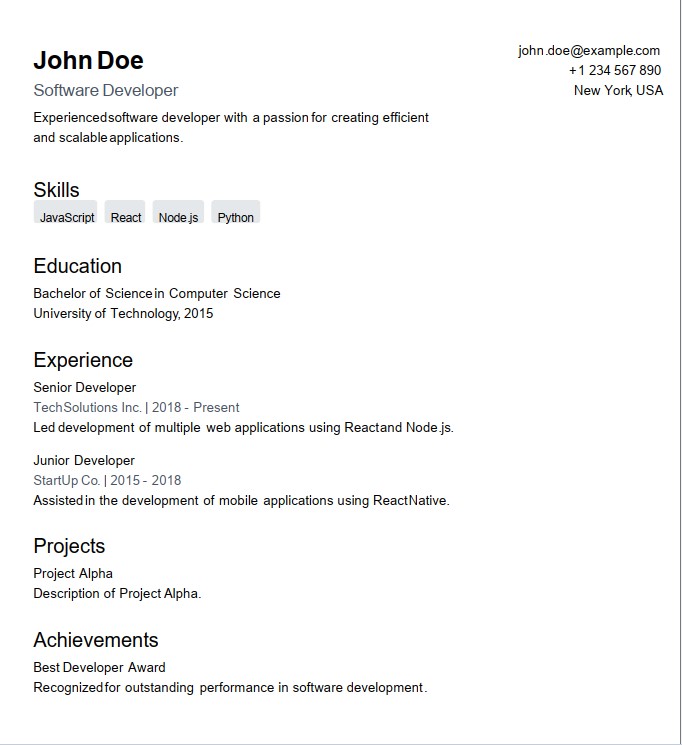 John Doe
Software Developer
Experienced software developer with a passion for creating efficient
and scalable applications.
john.doe@example.com
+1 234 567 890
New York, USA
Skills
JavaScript React Node.js Python
Education
Bachelor of Science in Computer Science
University of Technology, 2015
Experience
Senior Developer
Tech Solutions Inc. | 2018 - Present
Led development of multiple web applications using React and Node.js.
Junior Developer
StartUp Co. | 2015 - 2018
Assisted in the development of mobile applications using React Native.
Projects
Project Alpha
Description of Project Alpha.
Achievements
Best Developer Award
Recognized for outstanding performance in software development.